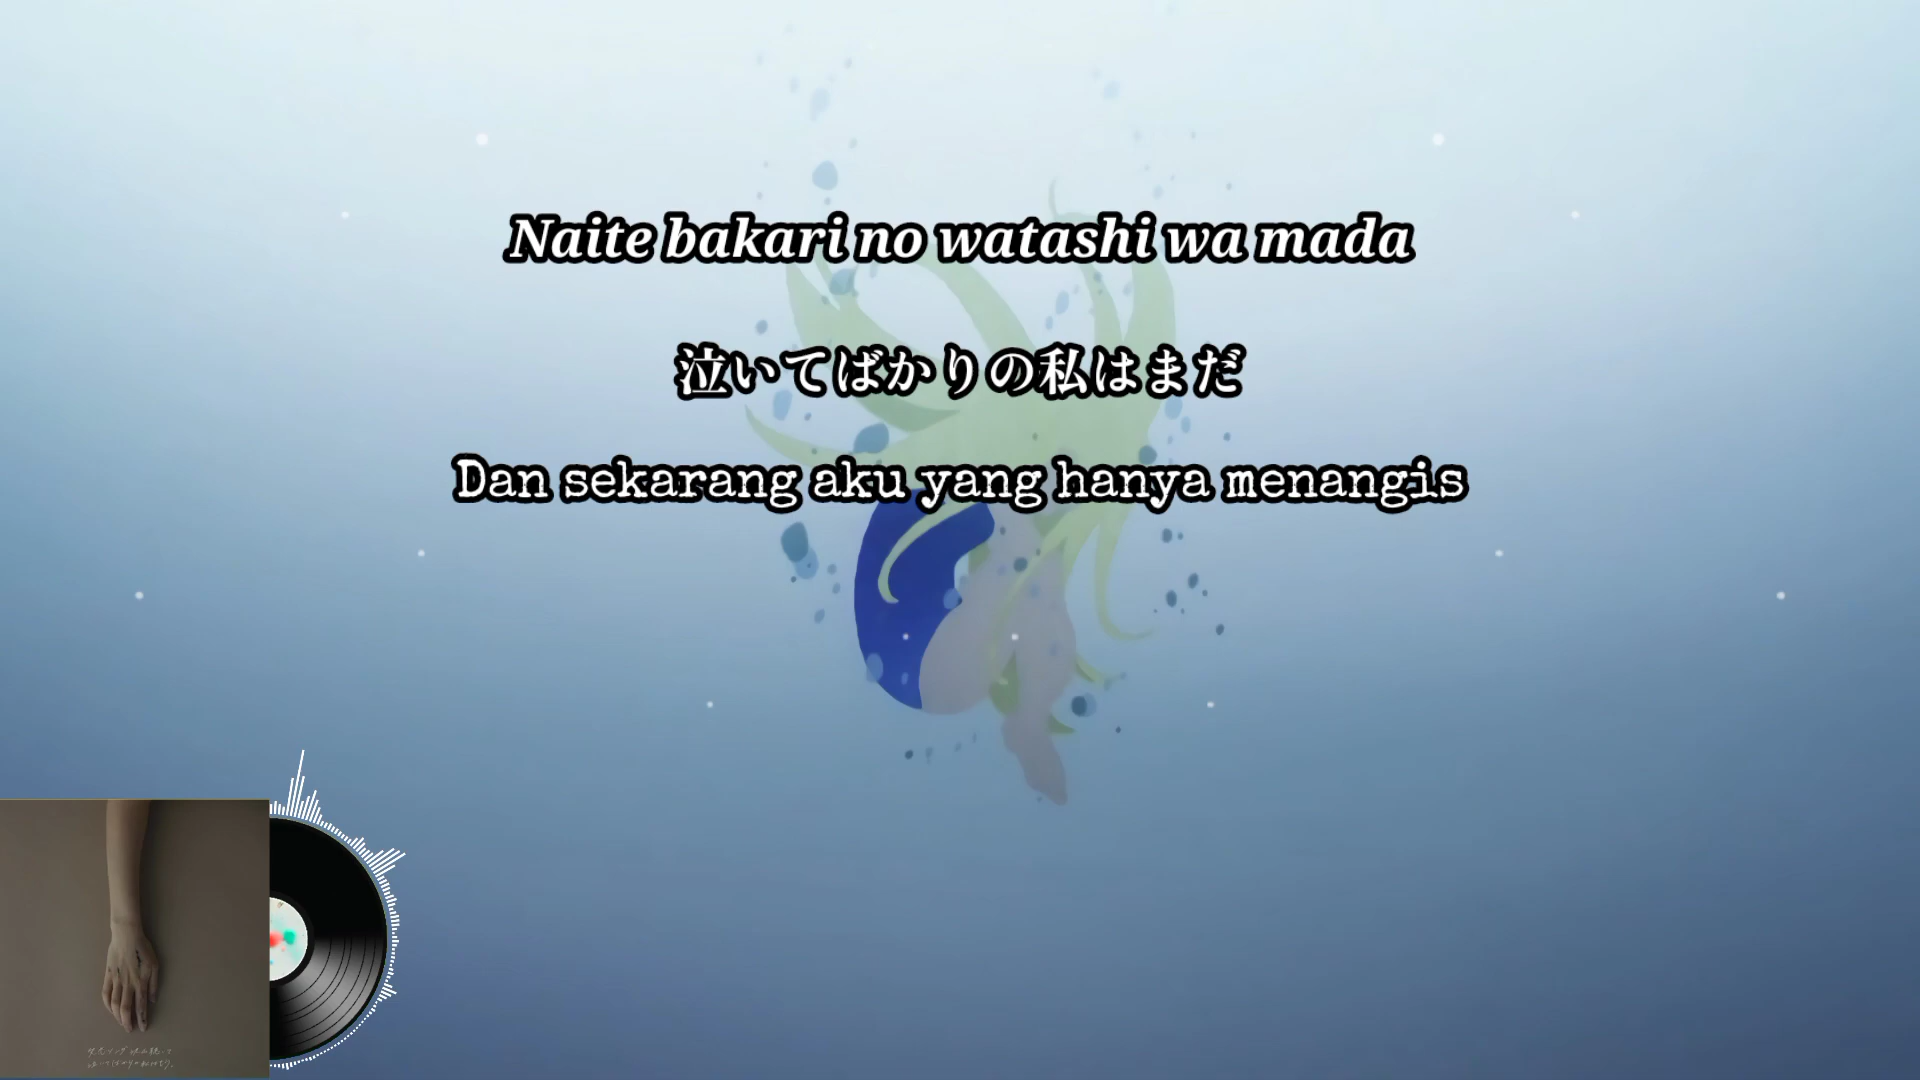 Naite bakari no watashi wa mada
泣いてばかりの私はまだ
Dan sekarang aku yang hanya menangis